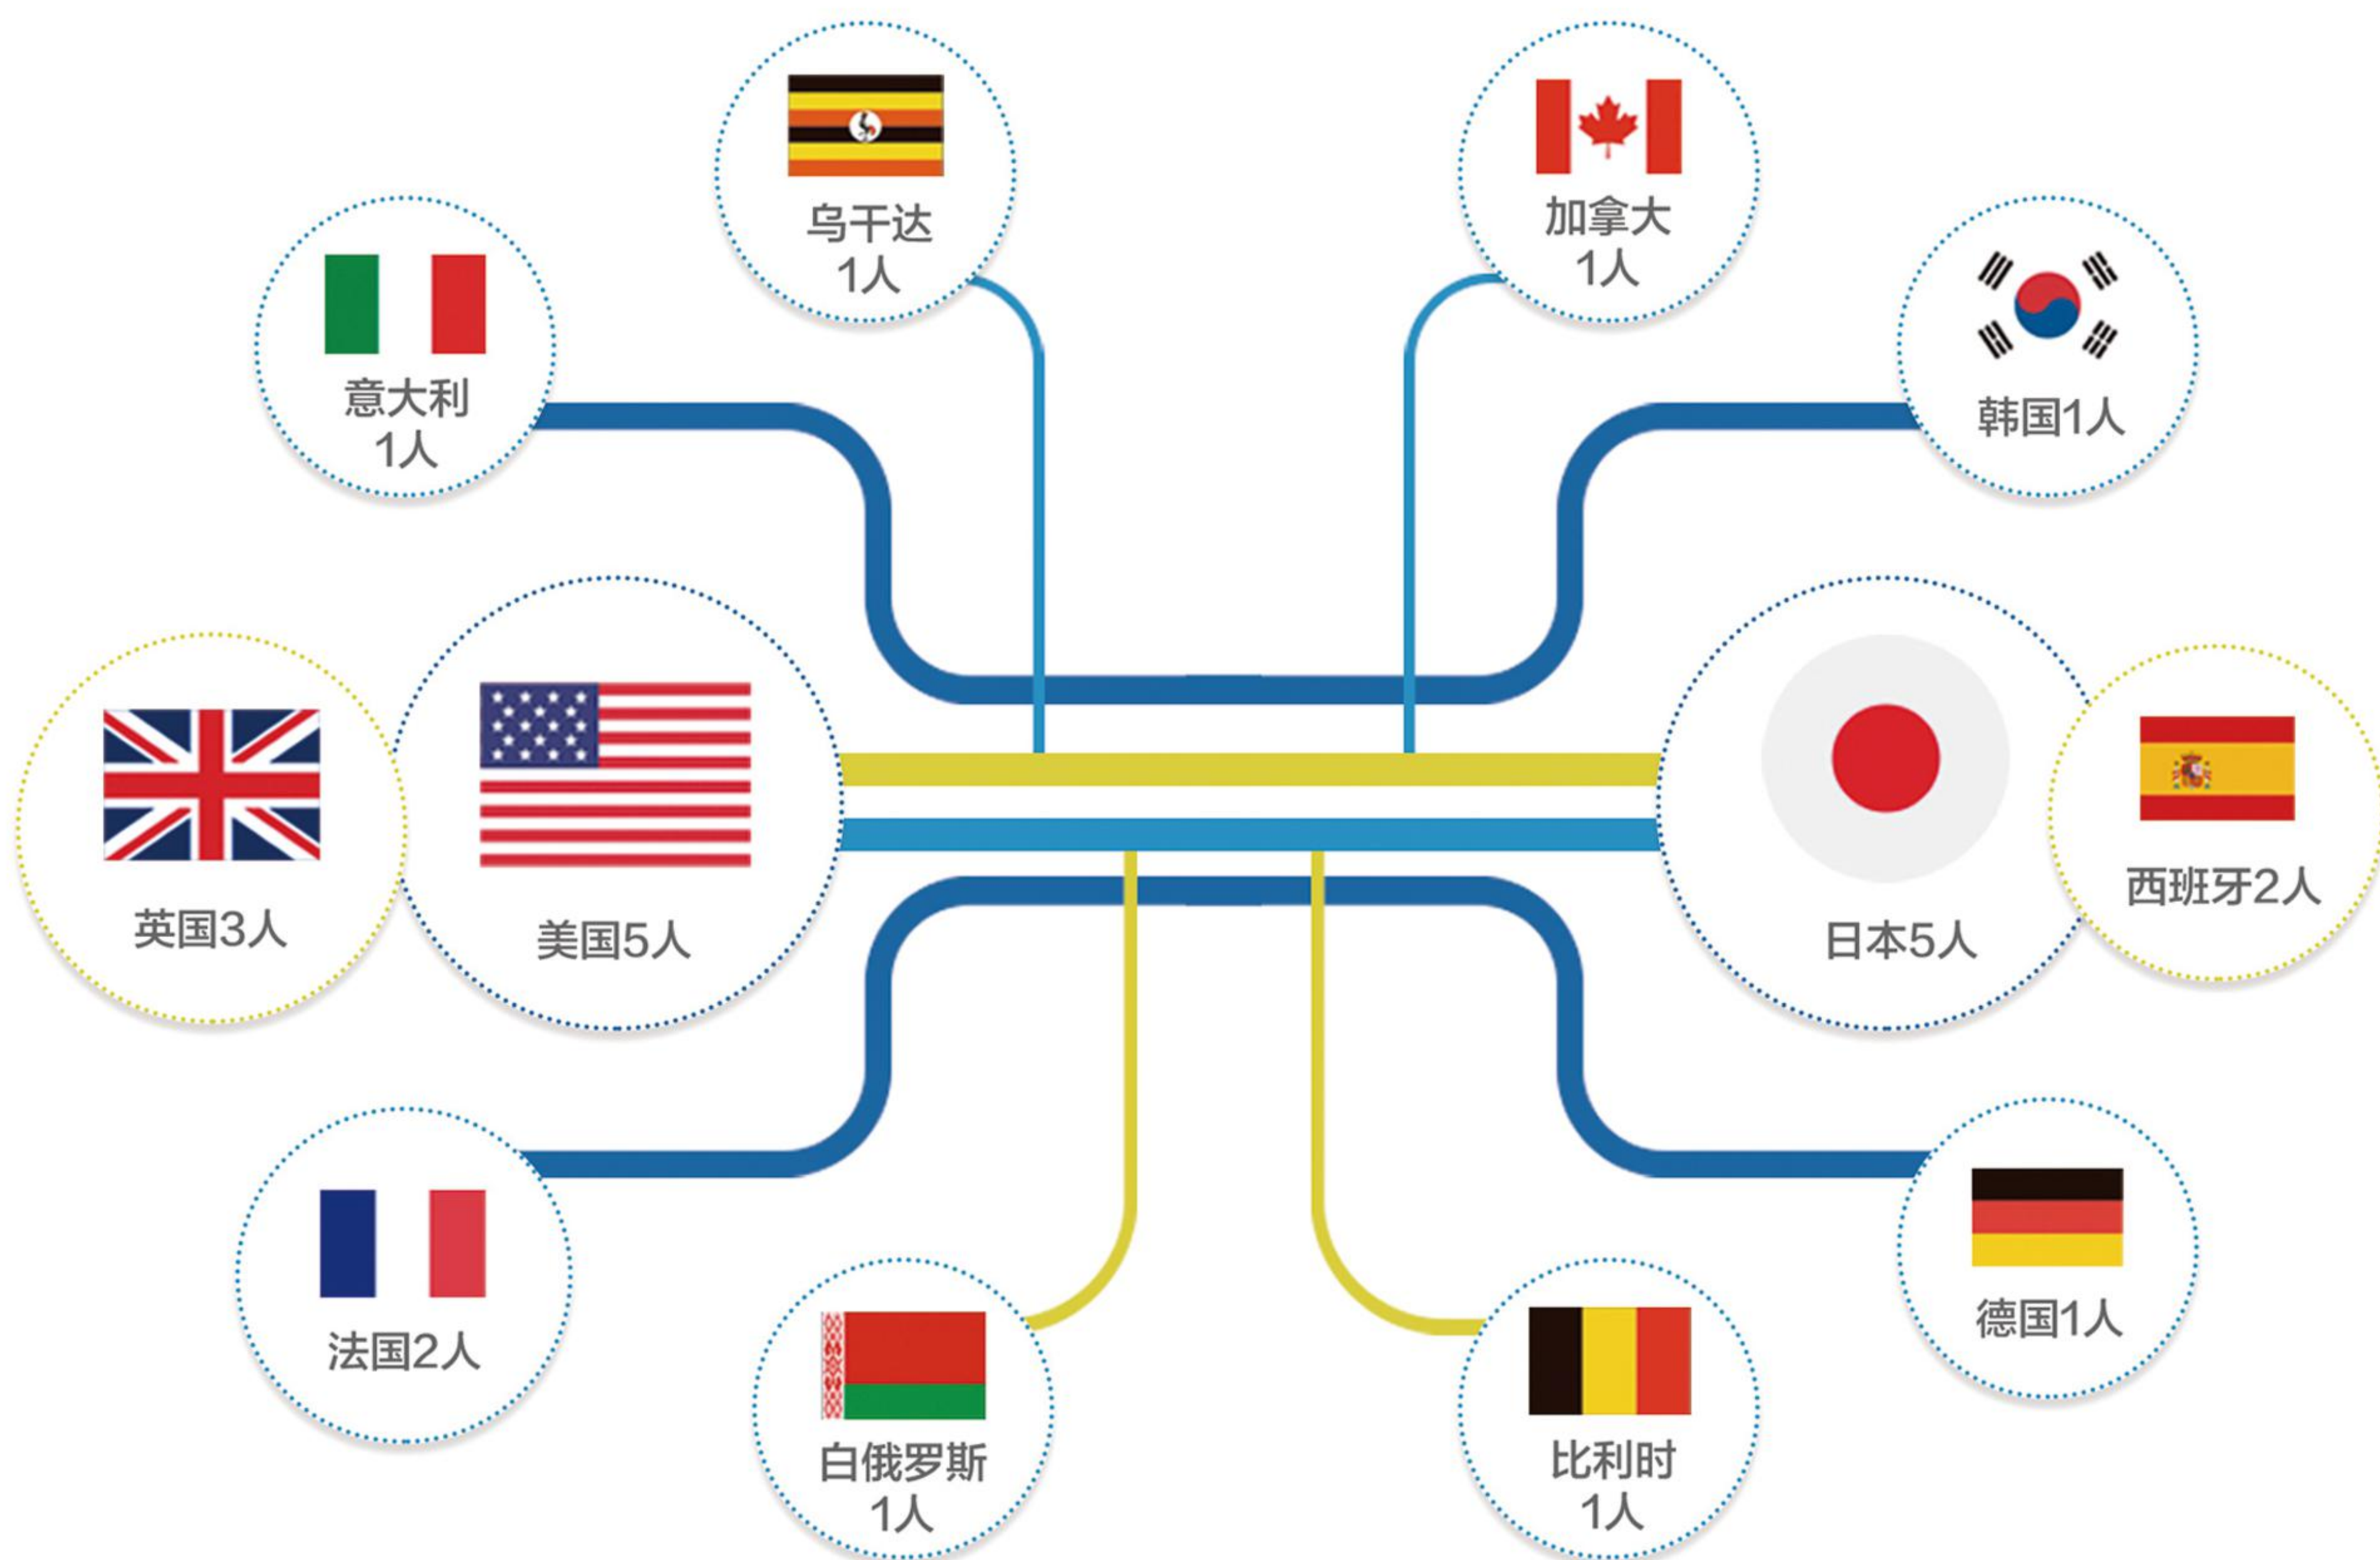 乌干达
1人
加拿大
1人
意大利
1人
韩国1人
英国3人
美国5人
日本5人
西班牙2人
法国2人
白俄罗斯
1人
比利时
1人
德国1人